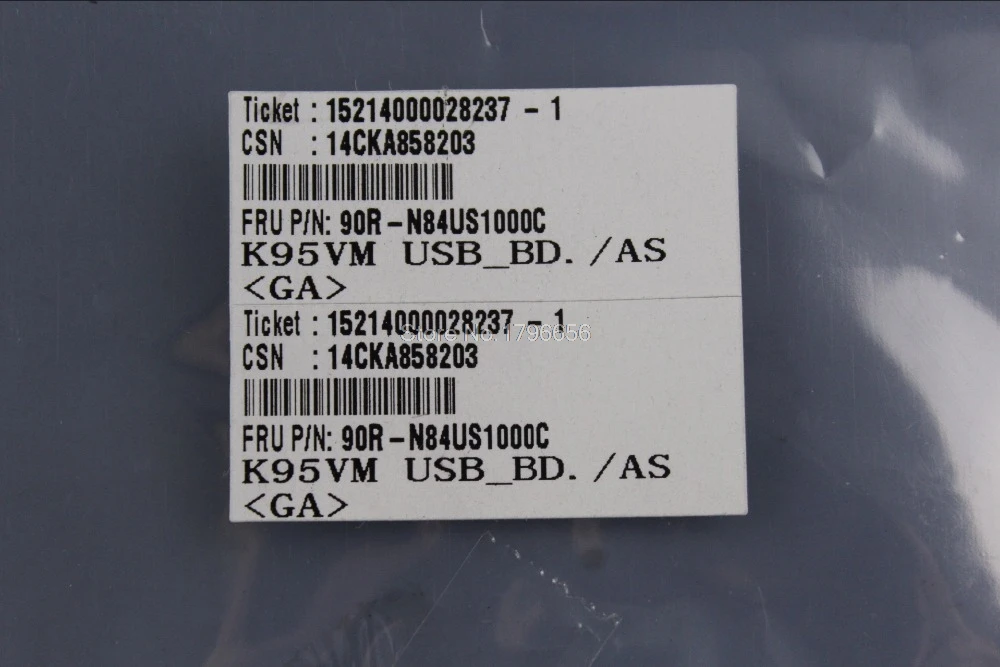 Ticket : 15214000028237 - 1
CSN : 14CKA858203
FRU P/N: 90R-N84US1000C
K95VM USB_BD. /AS
<GA>
Ticket : 15214000028237 - 1
Store No.1796656
CSN : 14CKA858203
FRU P/N: 90R-N84US1000C
K95VM USB_BD. /AS
<GA>